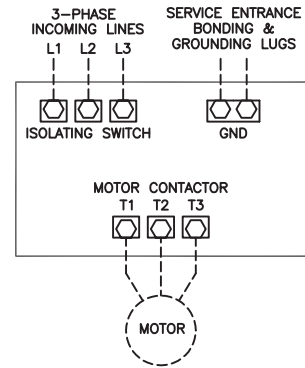 3-PHASE
INCOMING LINES
L1 L2 L3
SERVICE ENTRANCE
BONDING &
GROUNDING LUGS
ISOLATING SWITCH
GND
MOTOR CONTACTOR
T1 T2 T3
MOTOR